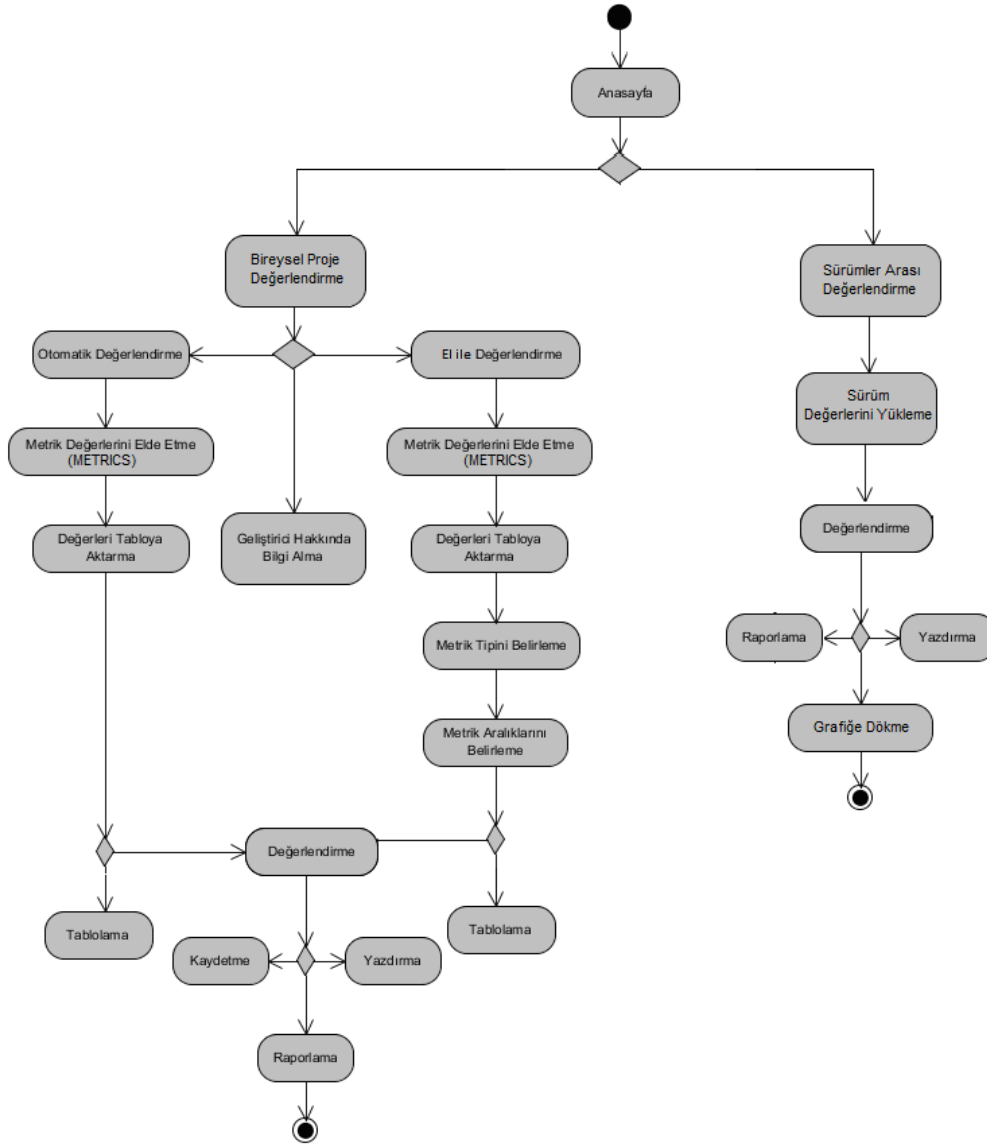 Anasayfa
Bireysel Proje
Değerlendirme
Sürümler Arası
Değerlendirme
Otomatik Değerlendirme
El ile Değerlendirme
Sürüm
Değerlerini Yükleme
Metrik Değerlerini Elde Etme
(METRICS)
Metrik Değerlerini Elde Etme
(METRICS)
Değerleri Tabloya
Aktarma
Geliştirici Hakkında
Bilgi Alma
Değerleri Tabloya
Aktarma
Değerlendirme
Metrik Tipini Belirleme
Raporlama
Yazdırma
Metrik Aralıklarını
Belirleme
Grafiğe Dökme
Değerlendirme
Tablolama
Tablolama
Kaydetme
Yazdırma
Raporlama